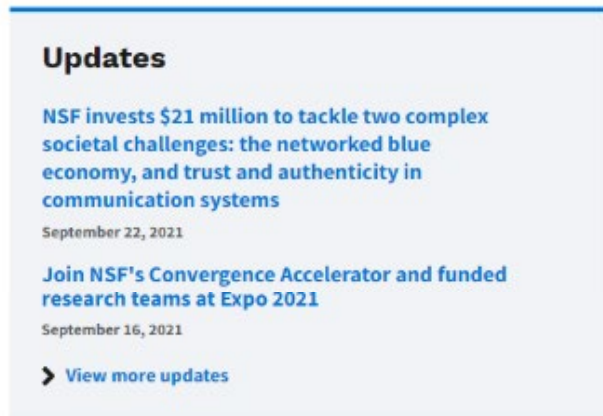 Updates
NSF invests $21 million to tackle two complex
societal challenges: the networked blue
economy, and trust and authenticity in
communication systems
September 22, 2021
Join NSF's Convergence Accelerator and funded
research teams at Expo 2021
September 16, 2021
View more updates